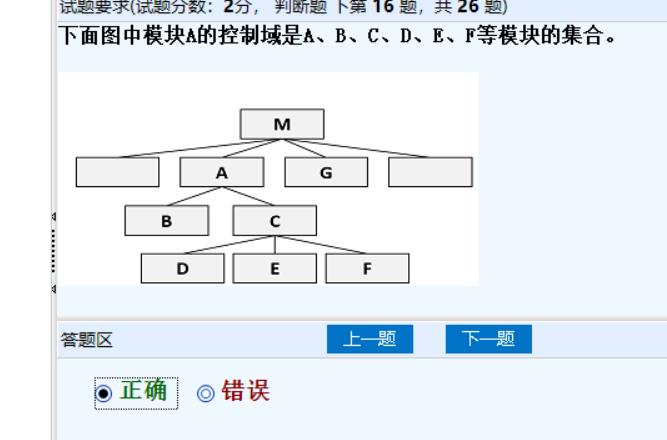 试题要求(试题分数：2分， 判断题 下第 16 题，共 26 题)
下面图中模块A的控制域是A、B、C、D、E、F等模块的集合。
M
A
G
B
C
D
E
F
答题区
上一题
下一题
正确
错误